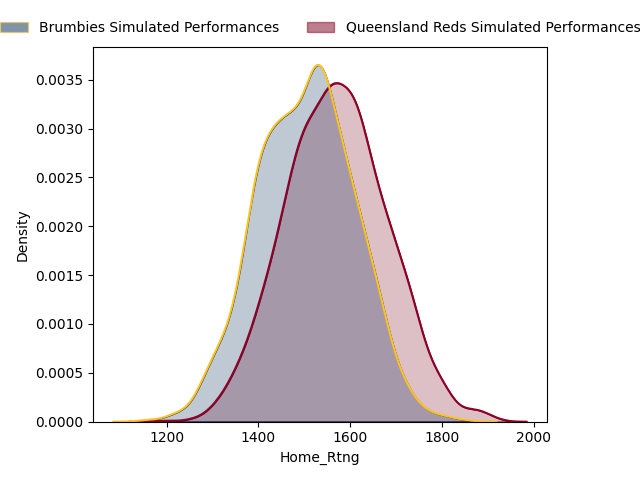 Brumbies Simulated Performances
Queensland Reds Simulated Performances
0.0035
0.0030
0.0025
0.0020
0.0015
0.0010
0.0005
0.0000
Density
1200 1400 1600 1800 2000
Home_Rtng